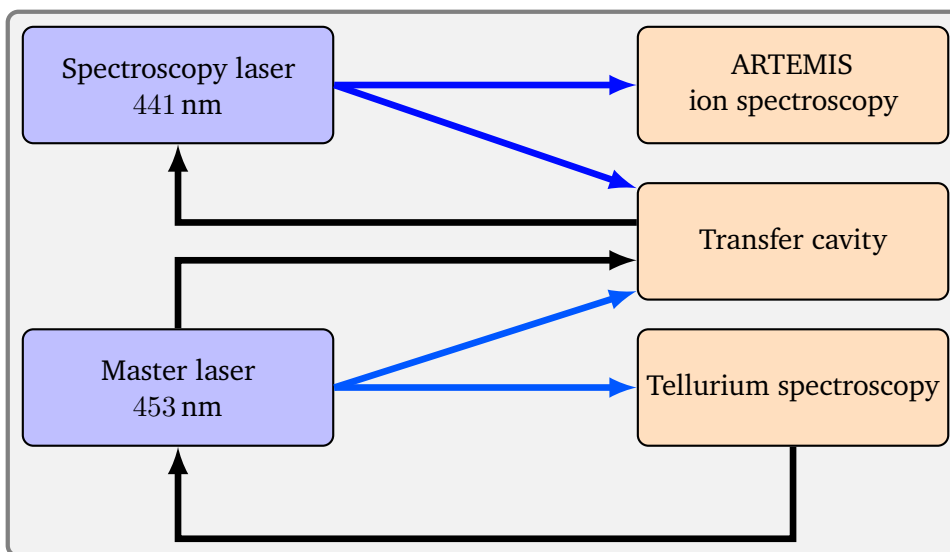 Spectroscopy laser
441 nm
ARTEMIS
ion spectroscopy
Transfer cavity
Master laser
453 nm
Tellurium spectroscopy